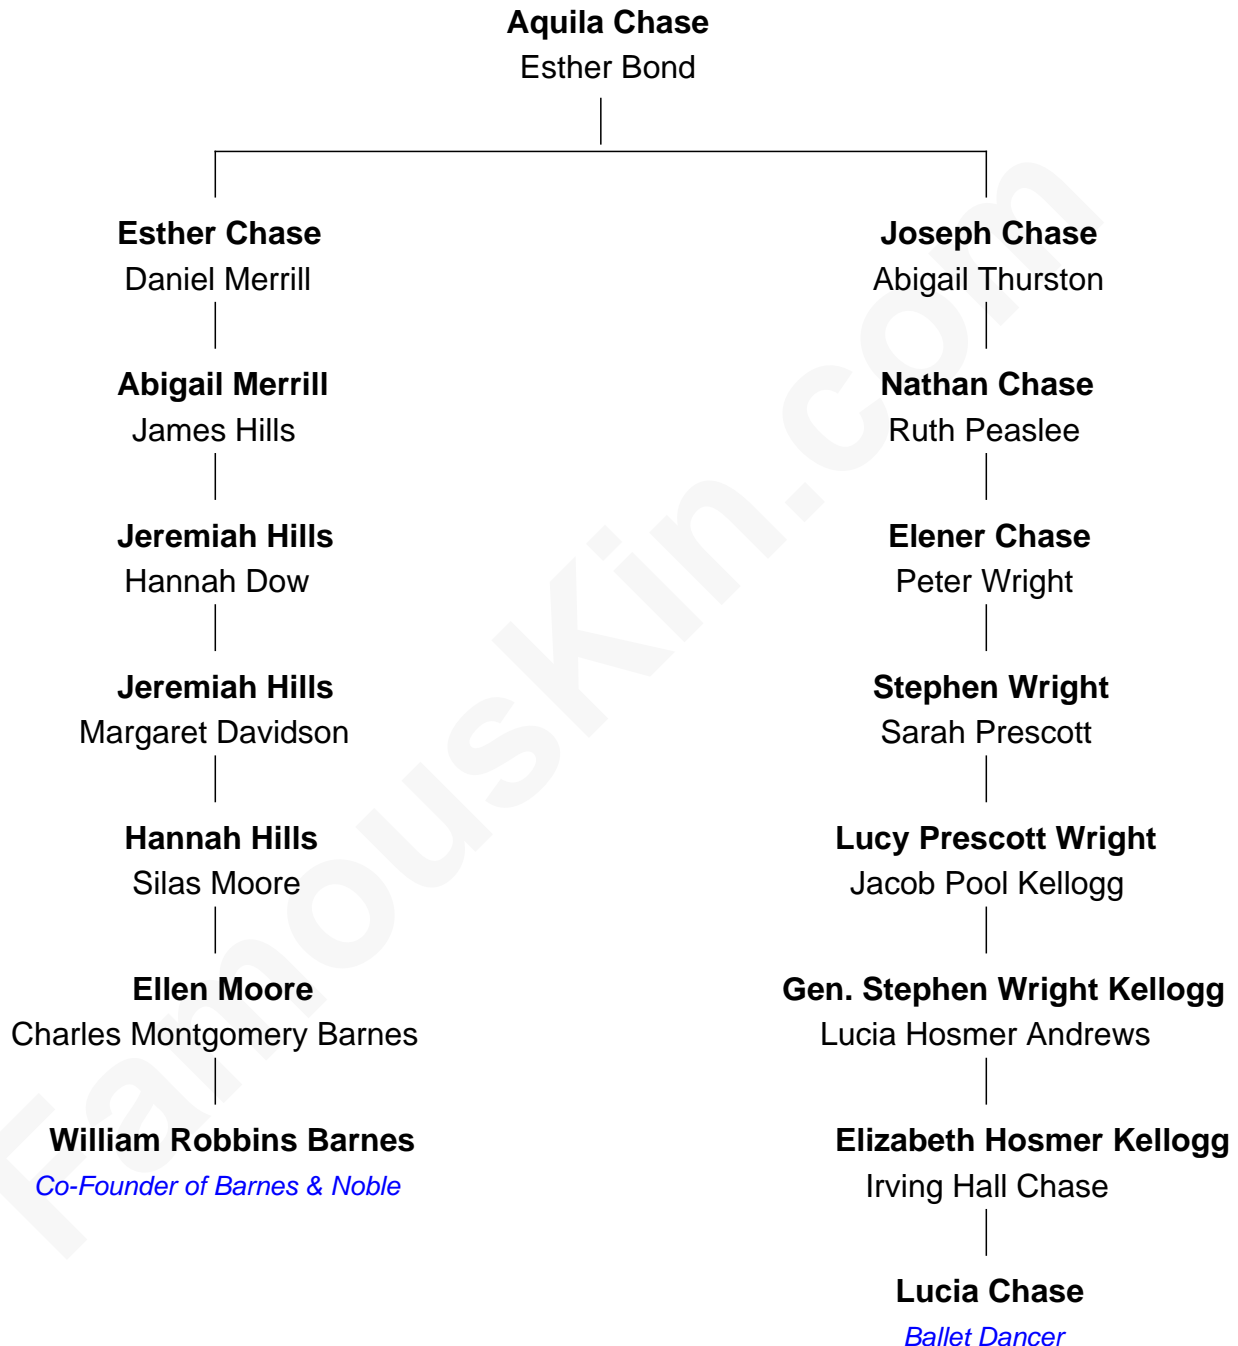 Aquila Chase
Esther Bond
Esther Chase
Daniel Merrill
Joseph Chase
Abigail Thurston
Abigail Merrill
James Hills
Nathan Chase
Ruth Peaslee
Jeremiah Hills
Hannah Dow
Elener Chase
Peter Wright
Jeremiah Hills
Margaret Davidson
Stephen Wright
Sarah Prescott
Hannah Hills
Silas Moore
Lucy Prescott Wright
Jacob Pool Kellogg
Ellen Moore
Charles Montgomery Barnes
Gen. Stephen Wright Kellogg
Lucia Hosmer Andrews
William Robbins Barnes
Co-Founder of Barnes & Noble
Elizabeth Hosmer Kellogg
Irving Hall Chase
Lucia Chase
Ballet Dancer
FamousKin.com